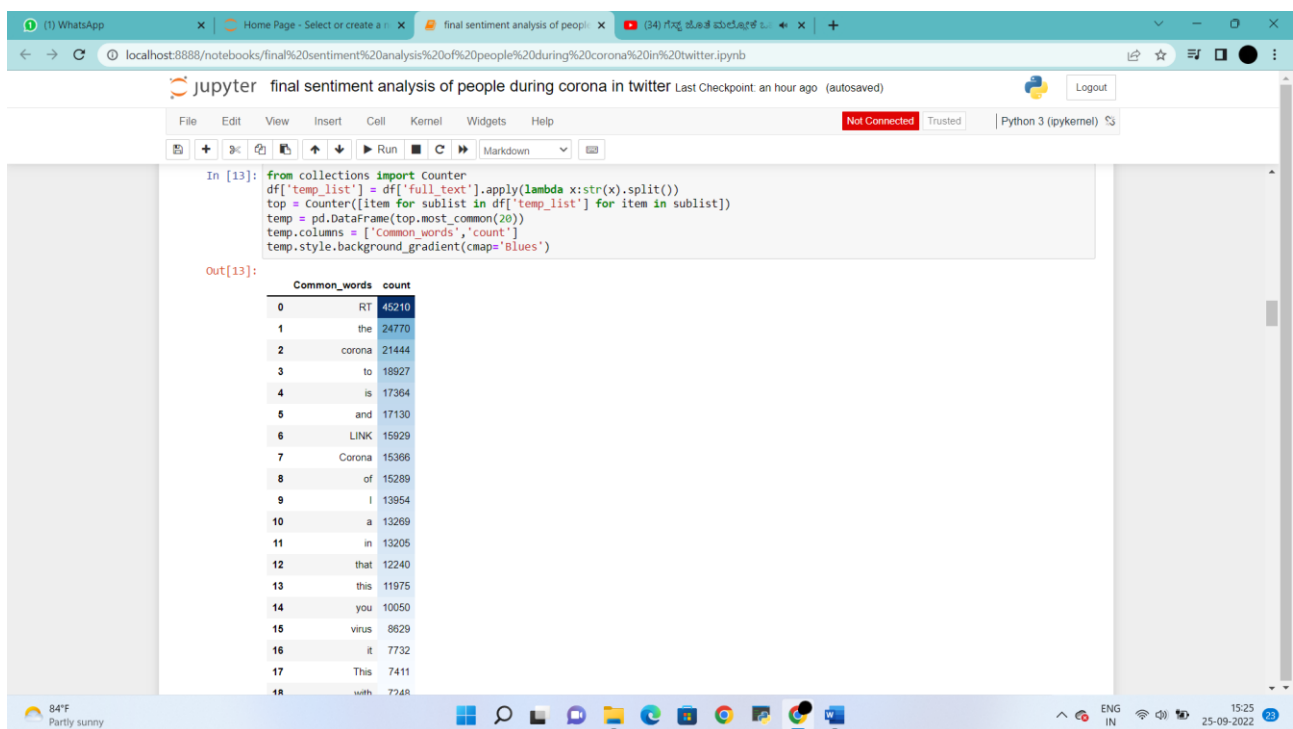 (1) WhatsApp
Home Page - Select or create a n
final sentiment analysis of people
(34) ಗೆಸ್ಟ್ ಜೊತೆ
localhost:8888/notebooks/final%20sentiment%20analysis%20of%20people%20during%20corona%20in%20twitter.ipynb
jupyter final sentiment analysis of people during corona in twitter Last Checkpoint: an hour ago (autosaved)
Logout
File Edit View Insert Cell Kernel Widgets Help
Not Connected Trusted Python 3 (ipykernel)
Run Markdown
In [13]: from collections import Counter
df['temp_list'] = df['full_text'].apply(lambda x:str(x).split())
top = Counter([item for sublist in df['temp_list'] for item in sublist])
temp = pd.DataFrame(top.most_common(20))
temp.columns = ['Common_words','count']
temp.style.background_gradient(cmap='Blues')
Out[13]:
Common_words count
0 RT 45210
1 the 24770
2 corona 21444
3 to 18927
4 is 17364
5 and 17130
6 LINK 15929
7 Corona 15366
8 of 15289
9 I 13954
10 a 13269
11 in 13205
12 that 12240
13 this 11975
14 you 10050
15 virus 8629
16 it 7732
17 This 7411
18 with 7248
84°F
Partly sunny
ENG
IN
15:25
25-09-2022
23